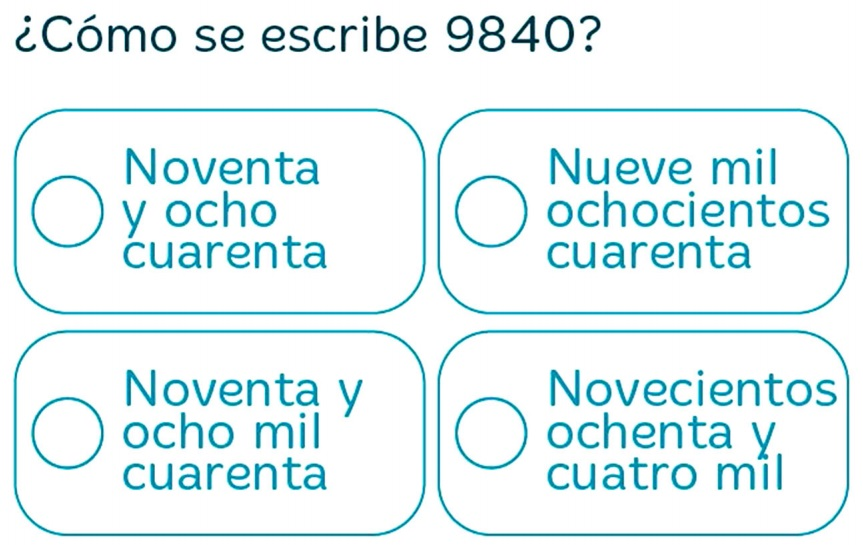 ¿Cómo se escribe 9840?
Noventa
y ocho
cuarenta
Nueve mil
ochocientos
cuarenta
Noventa y
ocho mil
cuarenta
Novecientos
ochenta y
cuatro mil